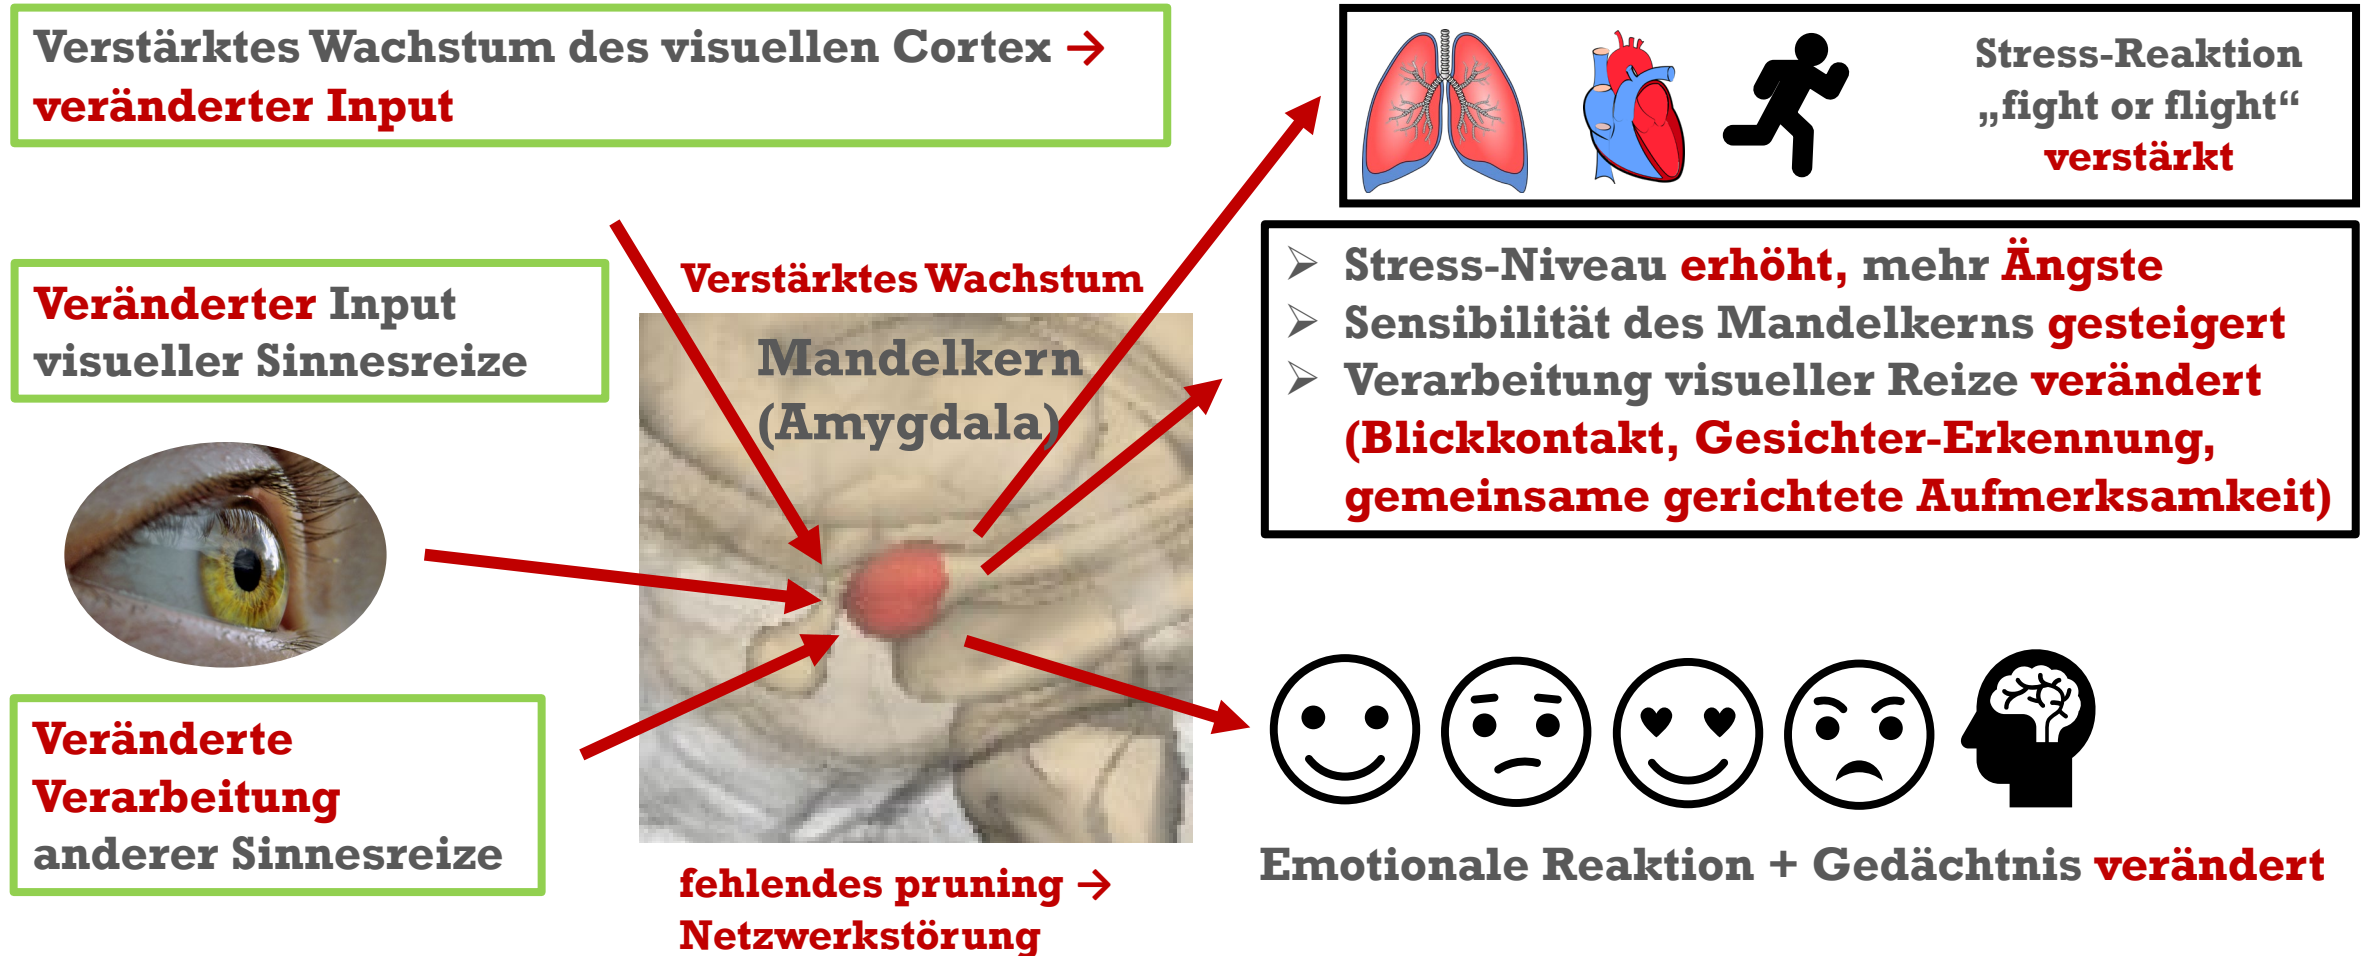 Verstärktes Wachstum des visuellen Cortex →
veränderter Input
Veränderter Input
visueller Sinnesreize
Veränderte
Verarbeitung
anderer Sinnesreize
Verstärktes Wachstum
Mandelkern
(Amygdala)
fehlendes pruning →
Netzwerkstörung
Stress-Reaktion
„fight or flight“
verstärkt
➢ Stress-Niveau erhöht, mehr Ängste
➢ Sensibilität des Mandelkerns gesteigert
➢ Verarbeitung visueller Reize verändert
(Blickkontakt, Gesichter-Erkennung,
gemeinsame gerichtete Aufmerksamkeit)
Emotionale Reaktion + Gedächtnis verändert